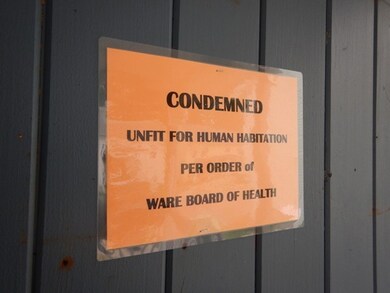 CONDEMNED
UNFIT FOR HUMAN HABITATION
PER ORDER of
WARE BOARD OF HEALTH